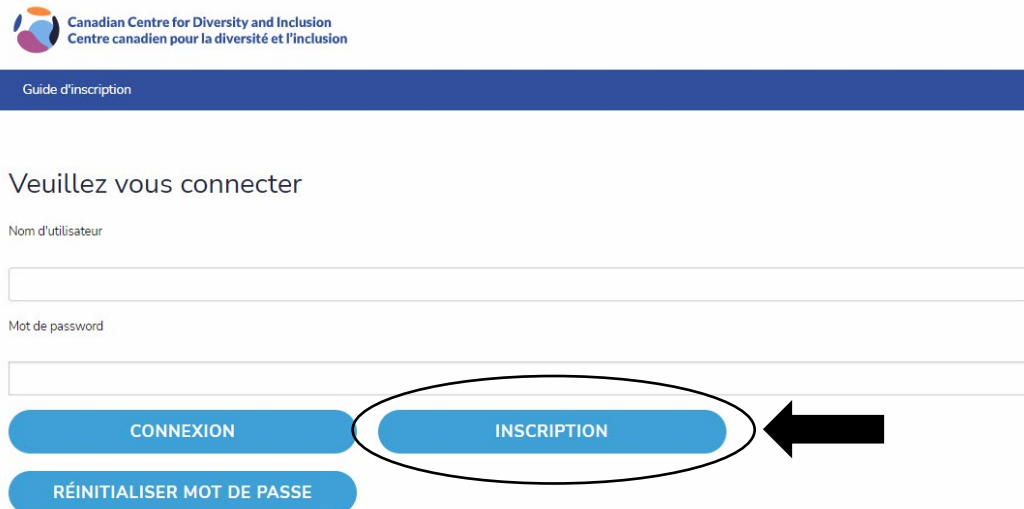 Canadian Centre for Diversity and Inclusion
Centre canadien pour la diversité et l'inclusion
Guide d'inscription
Veuillez vous connecter
Nom d'utilisateur
Mot de password
CONNEXION
INSCRIPTION
RÉINITIALISER MOT DE PASSE